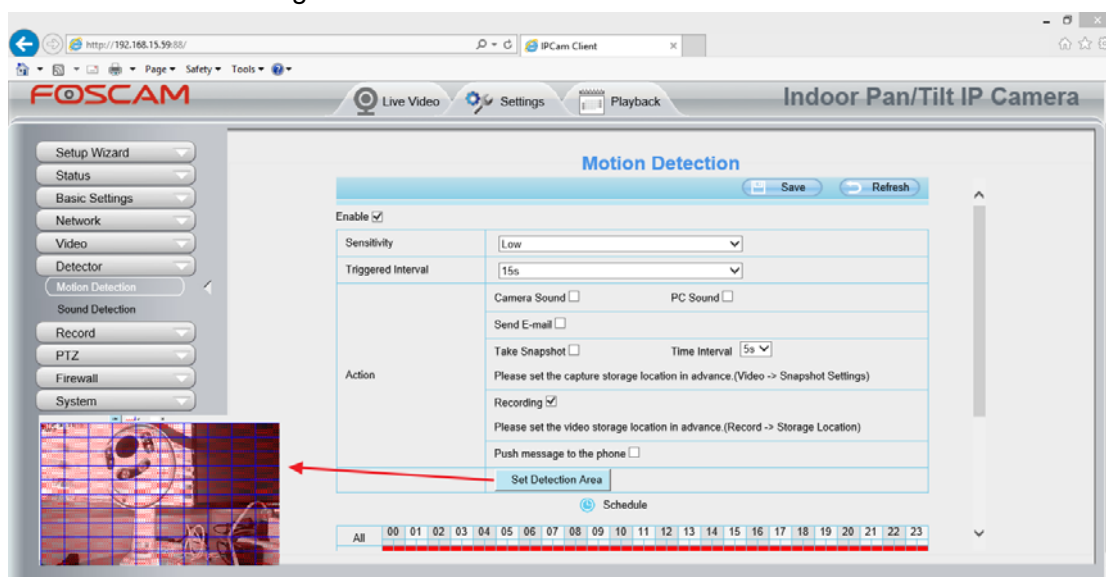 http://192.168.15.59:88/
IPCam Client
Page Safety Tools
FOSCAM
Live Video Settings Playback
Indoor Pan/Tilt IP Camera
Setup Wizard
Status
Basic Settings
Network
Video
Detector
Motion Detection
Sound Detection
Record
PTZ
Firewall
System
Motion Detection
Save Refresh
Enable
Sensitivity Low
Triggered Interval 15s
Action
Camera Sound PC Sound
Send E-mail
Take Snapshot Time Interval 5s
Please set the capture storage location in advance.(Video -> Snapshot Settings)
Recording
Please set the video storage location in advance.(Record -> Storage Location)
Push message to the phone
Set Detection Area
Schedule
All 00 01 02 03 04 05 06 07 08 09 10 11 12 13 14 15 16 17 18 19 20 21 22 23